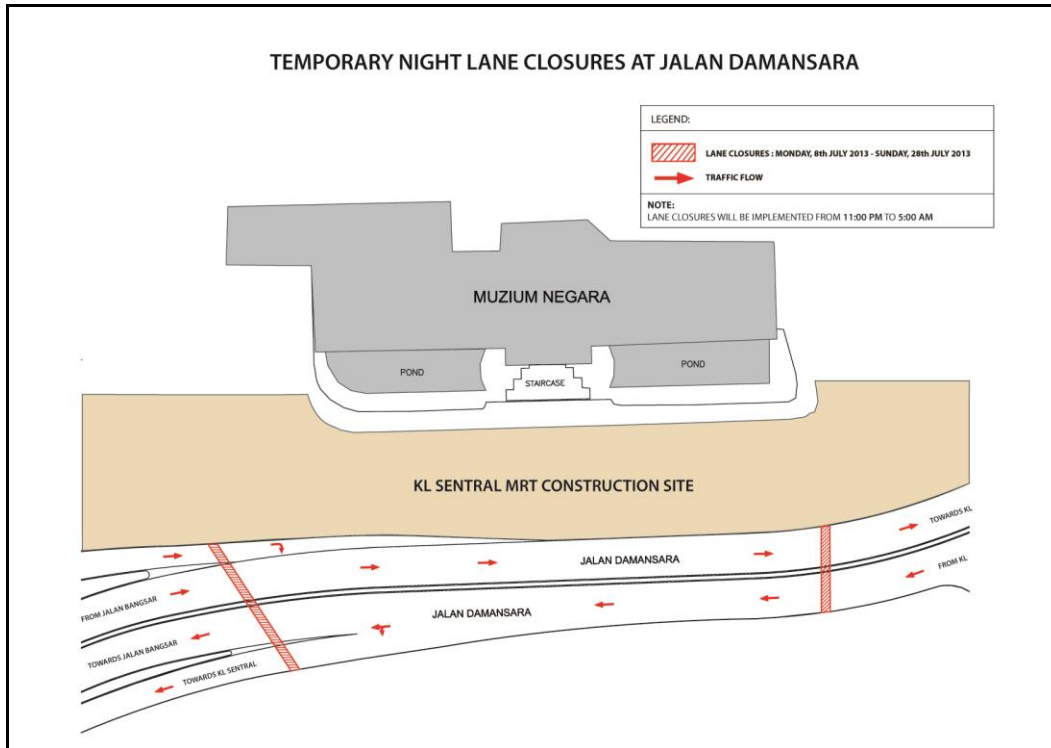 TEMPORARY NIGHT LANE CLOSURES AT JALAN DAMANSARA
LEGEND:
LANE CLOSURES : MONDAY, 8th JULY 2013 - SUNDAY, 28th JULY 2013
TRAFFIC FLOW
NOTE:
LANE CLOSURES WILL BE IMPLEMENTED FROM 11:00 PM TO 5:00 AM
MUZIUM NEGARA
POND
STAIRCASE
POND
KL SENTRAL MRT CONSTRUCTION SITE
TOWARDS KL
JALAN DAMANSARA
FROM KL
FROM JALAN BANGSAR
JALAN DAMANSARA
TOWARDS JALAN BANGSAR
TOWARDS KL SENTRAL